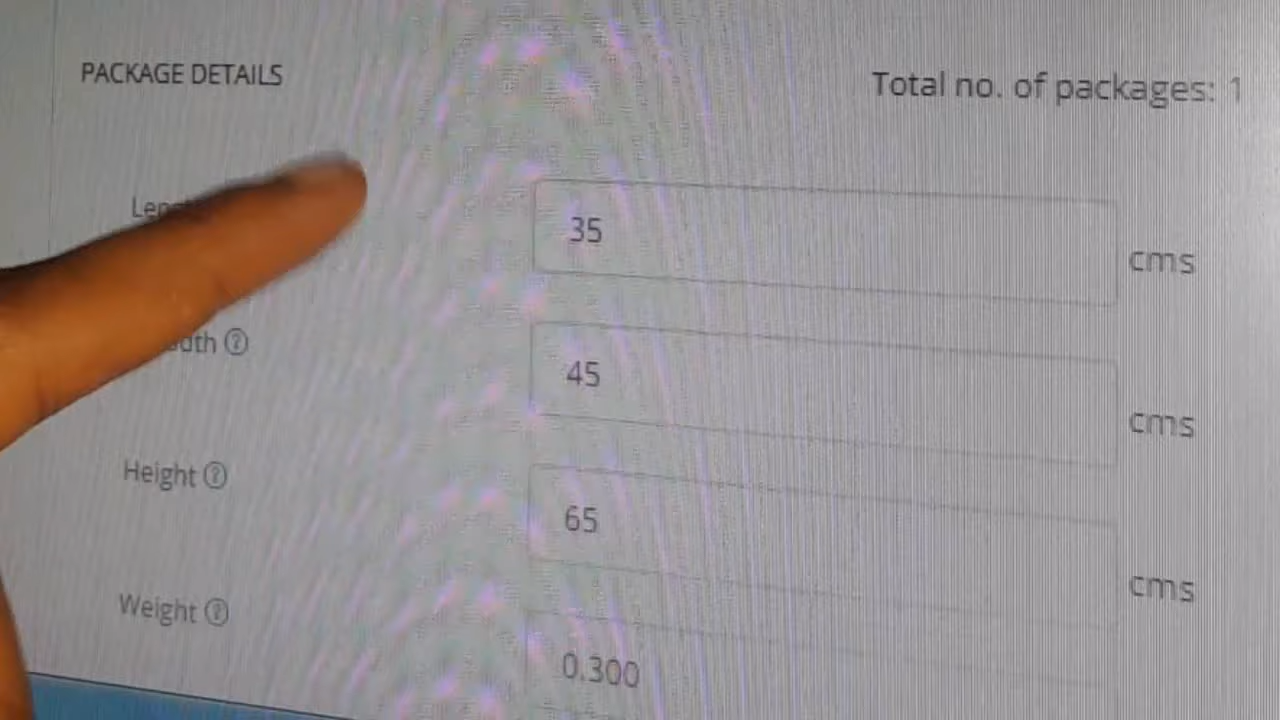 PACKAGE DETAILS
Total no. of packages: 1
35 cms
45 cms
Height ?
65 cms
Weight ?
0.300